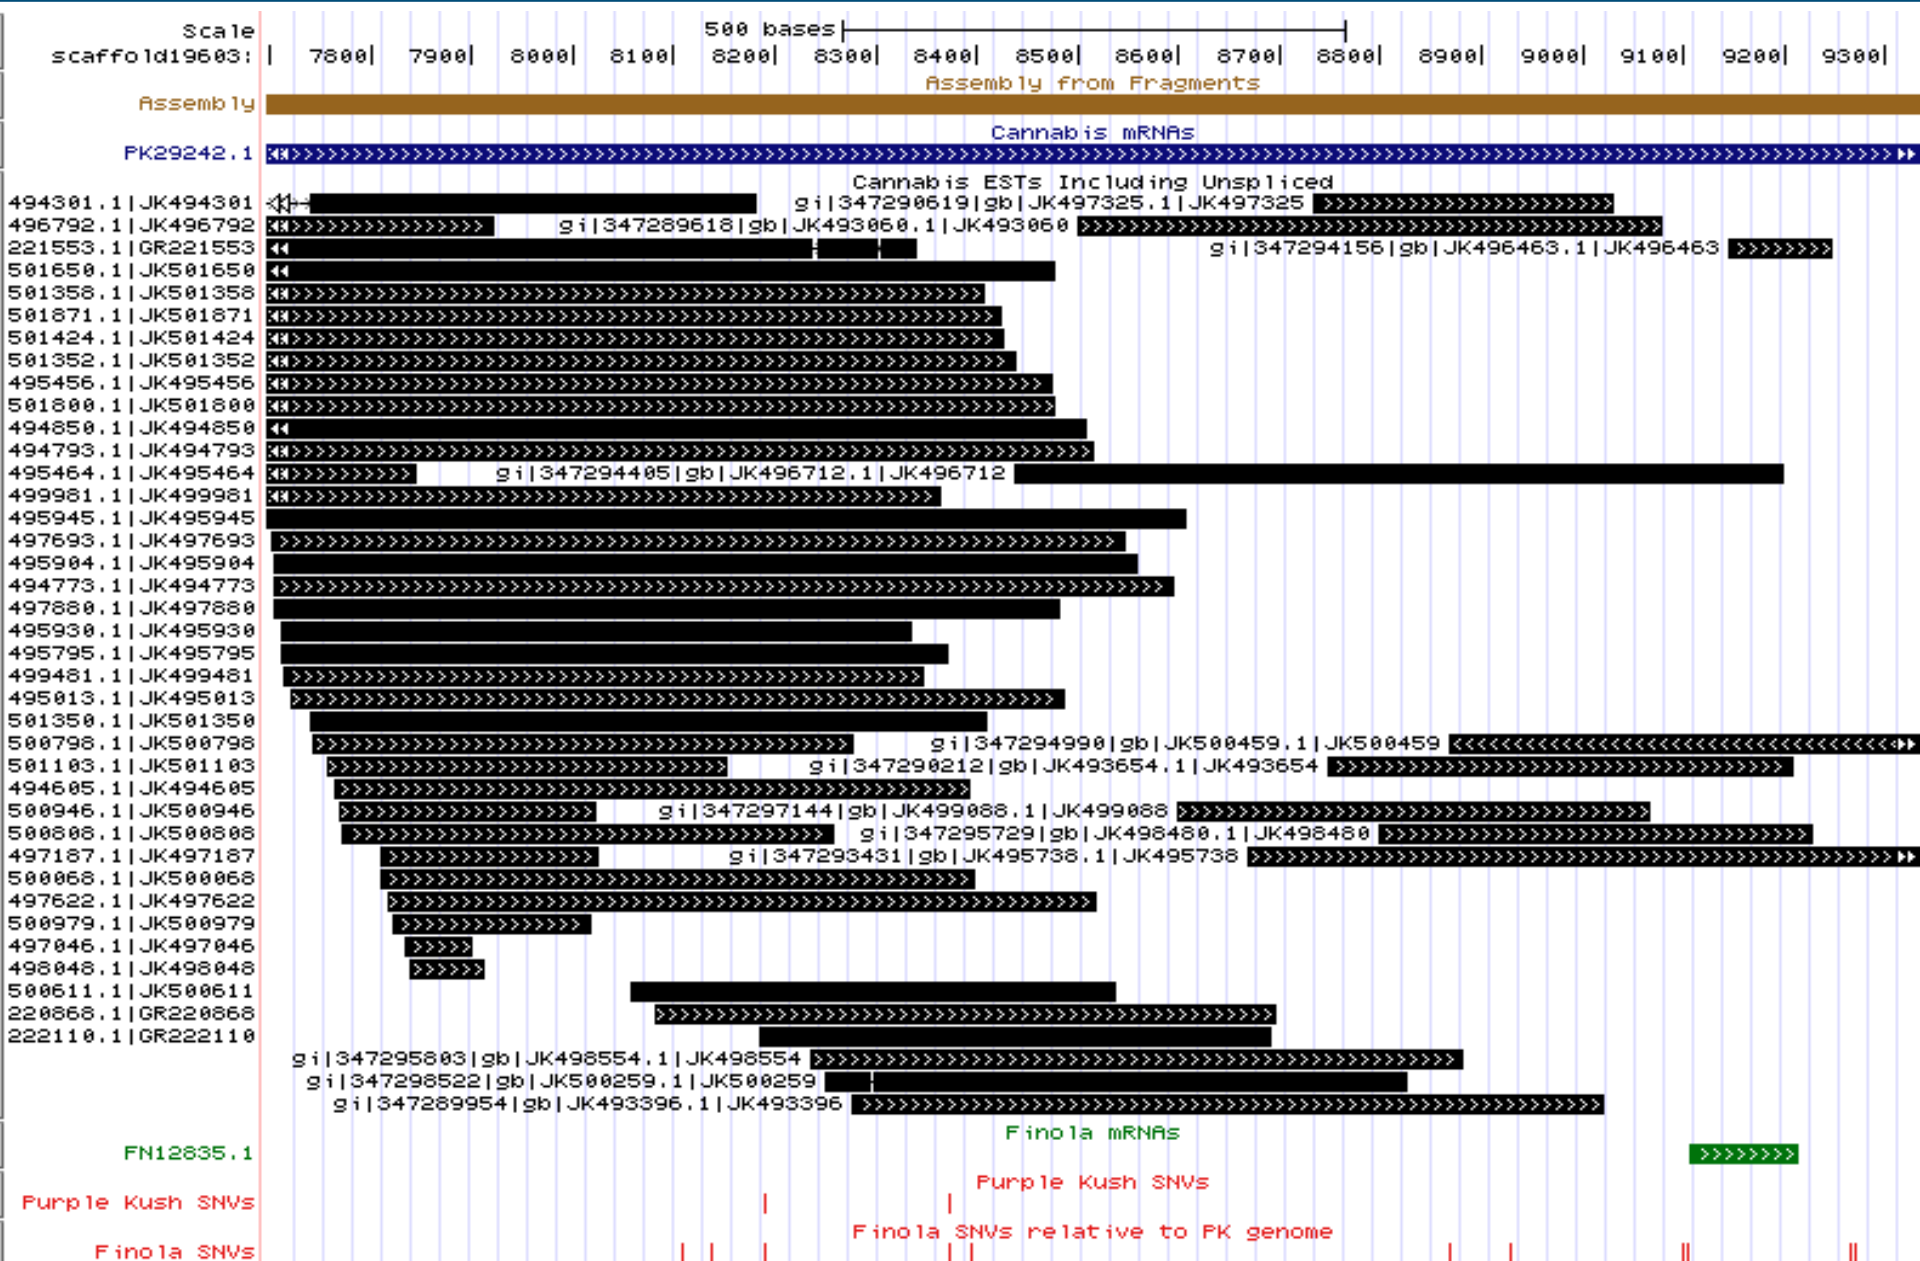 Scale 500 bases
scaffold19603: | 7800| 7900| 8000| 8100| 8200| 8300| 8400| 8500| 8600| 8700| 8800| 8900| 9000| 9100| 9200| 9300|
Assembly from Fragments
Assembly
Cannabis mRNAs
PK29242.1
Cannabis ESTs Including Unspliced
494301.1|JK494301 gi|347290619|gb|JK497325.1|JK497325
496792.1|JK496792 gi|347289618|gb|JK493060.1|JK493060
221553.1|GR221553 gi|347294156|gb|JK496463.1|JK496463
501650.1|JK501650
501358.1|JK501358
501871.1|JK501871
501424.1|JK501424
501352.1|JK501352
495456.1|JK495456
501800.1|JK501800
494850.1|JK494850
494793.1|JK494793
495464.1|JK495464 gi|347294405|gb|JK496712.1|JK496712
499981.1|JK499981
495945.1|JK495945
497693.1|JK497693
495904.1|JK495904
494773.1|JK494773
497880.1|JK497880
495930.1|JK495930
495795.1|JK495795
499481.1|JK499481
495013.1|JK495013
501350.1|JK501350
500798.1|JK500798 gi|347294990|gb|JK500459.1|JK500459
501103.1|JK501103 gi|347290212|gb|JK493654.1|JK493654
494605.1|JK494605
500946.1|JK500946 gi|347297144|gb|JK499088.1|JK499088
500808.1|JK500808 gi|347295729|gb|JK498480.1|JK498480
497187.1|JK497187 gi|347293431|gb|JK495738.1|JK495738
500068.1|JK500068
497622.1|JK497622
500979.1|JK500979
497046.1|JK497046
498048.1|JK498048
500611.1|JK500611
220868.1|GR220868
222110.1|GR222110
gi|347295803|gb|JK498554.1|JK498554
gi|347298522|gb|JK500259.1|JK500259
gi|347289954|gb|JK493396.1|JK493396
Finola mRNAs
FN12835.1
Purple Kush SNVs
Purple Kush SNVs
Finola SNVs relative to PK genome
Finola SNVs